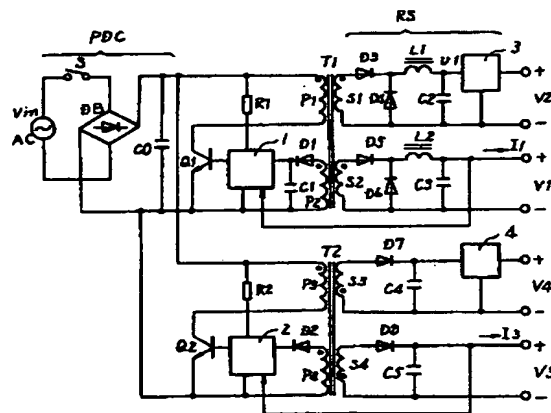 PDC
RS
S
Vin
AC
DB
C0
R1
Q1
1
D1
C1
T1
P1
P2
S1
S2
D3
D4
L1
U1
C2
3
+
V2
-
D5
D6
L2
C3
I1
+
V1
-
R2
Q2
2
D2
T2
P3
S3
S4
D7
C4
4
+
V4
-
D8
C5
I3
+
V3
-